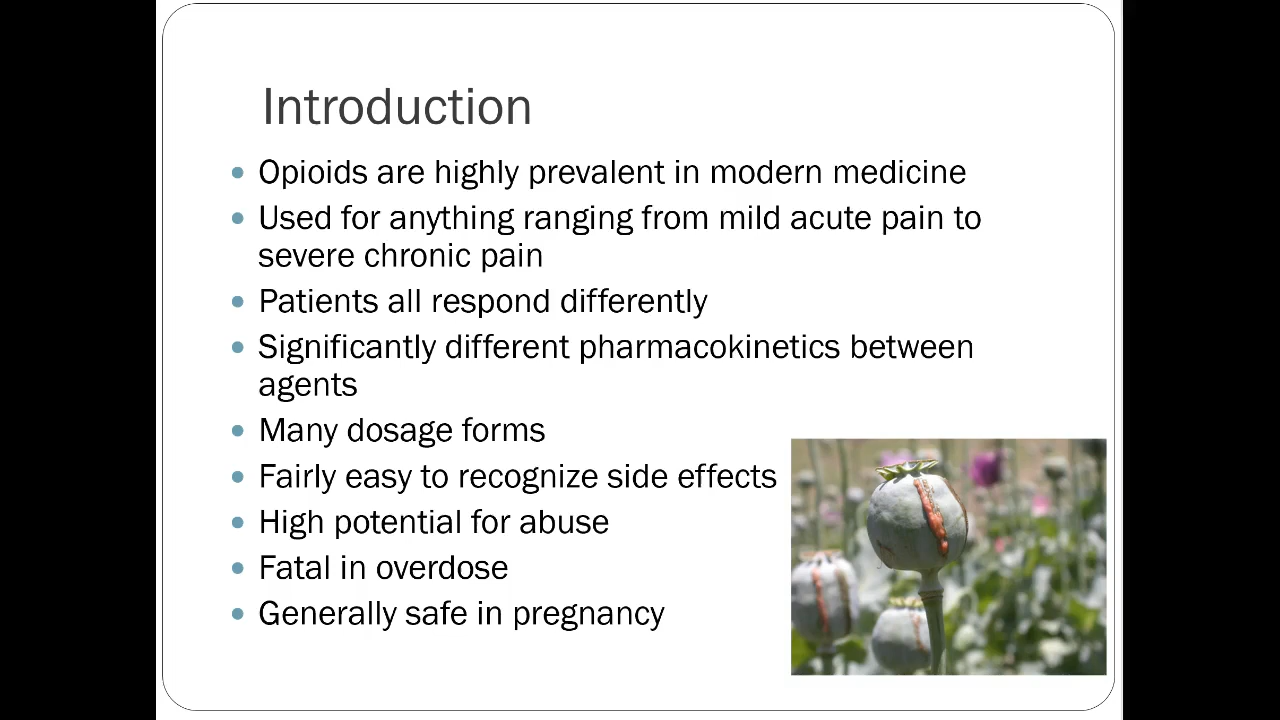 Introduction
• Opioids are highly prevalent in modern medicine
• Used for anything ranging from mild acute pain to
severe chronic pain
• Patients all respond differently
• Significantly different pharmacokinetics between
agents
• Many dosage forms
• Fairly easy to recognize side effects
• High potential for abuse
• Fatal in overdose
• Generally safe in pregnancy